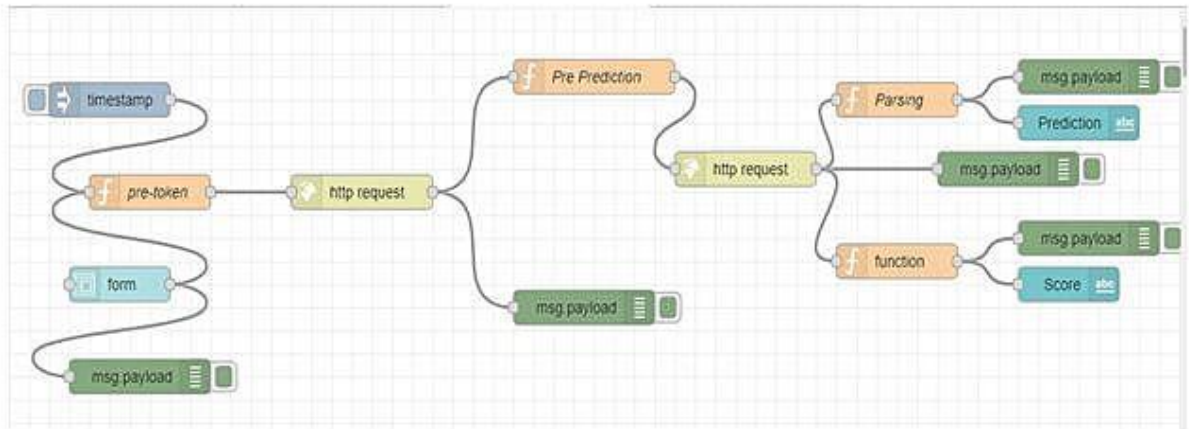 timestamp
pre-token
form
msg.payload
http request
Pre Prediction
msg.payload
http request
Parsing
msg.payload
Prediction abc
msg.payload
function
msg.payload
Score abc